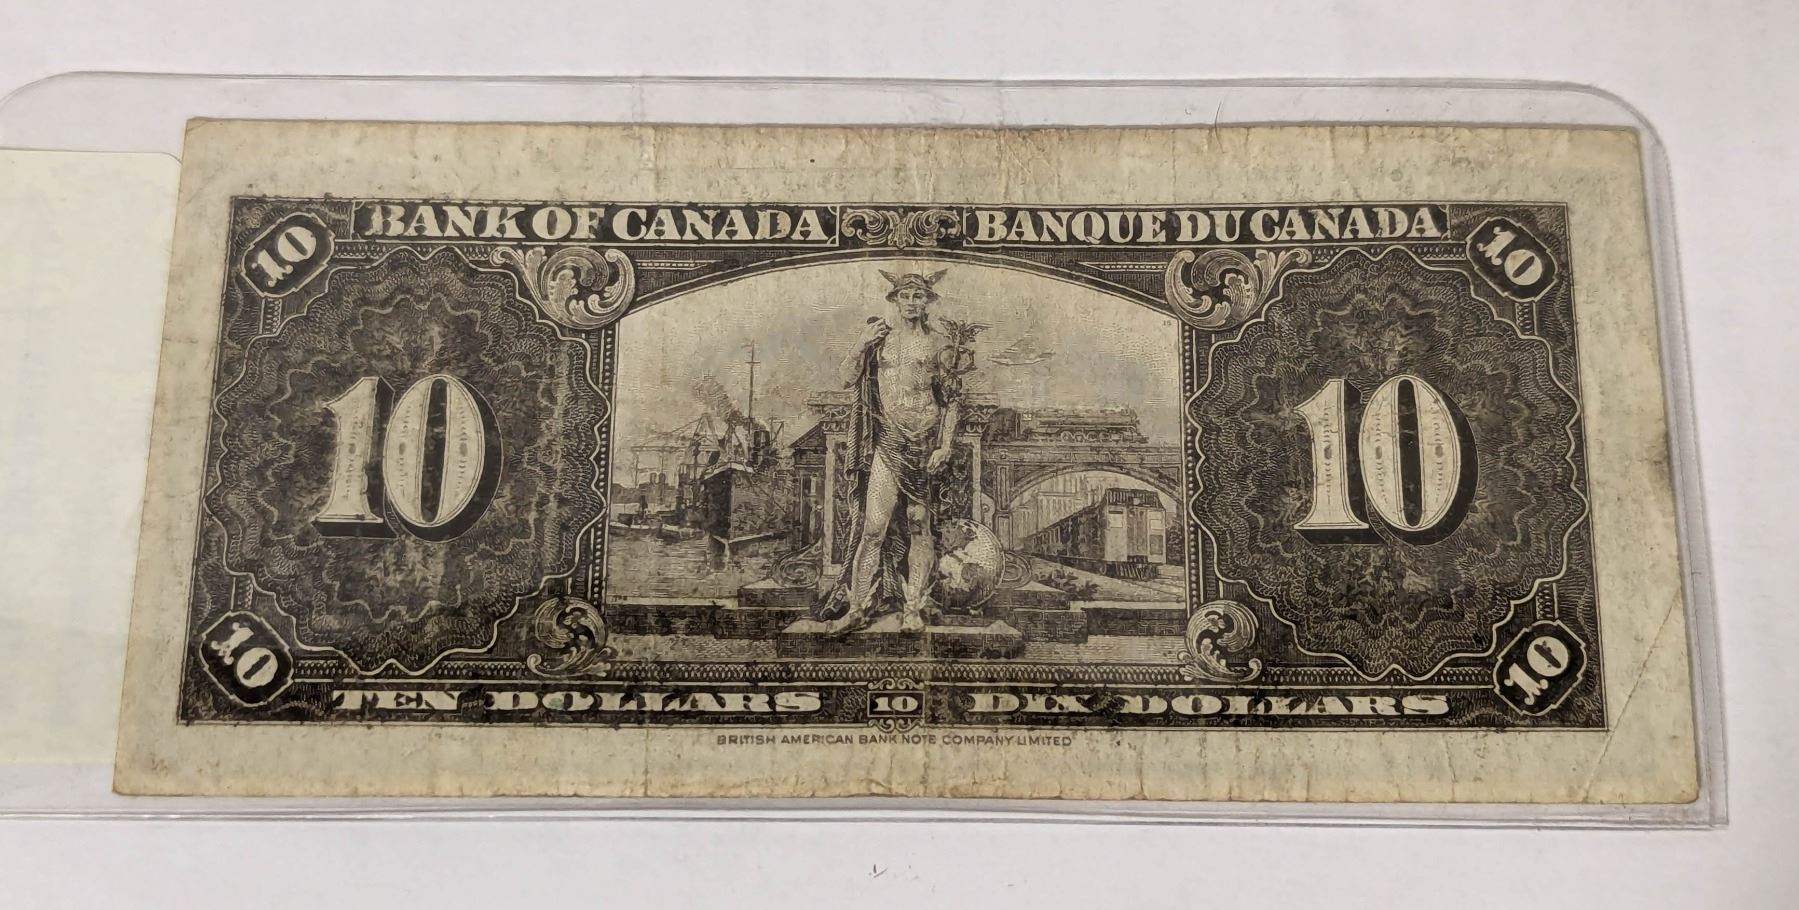 BANK OF CANADA BANQUE DU CANADA
10 10
15
10 10
10 10
TEN DOLLARS 10 DIX DOLLARS
BRITISH AMERICAN BANK NOTE COMPANY LIMITED